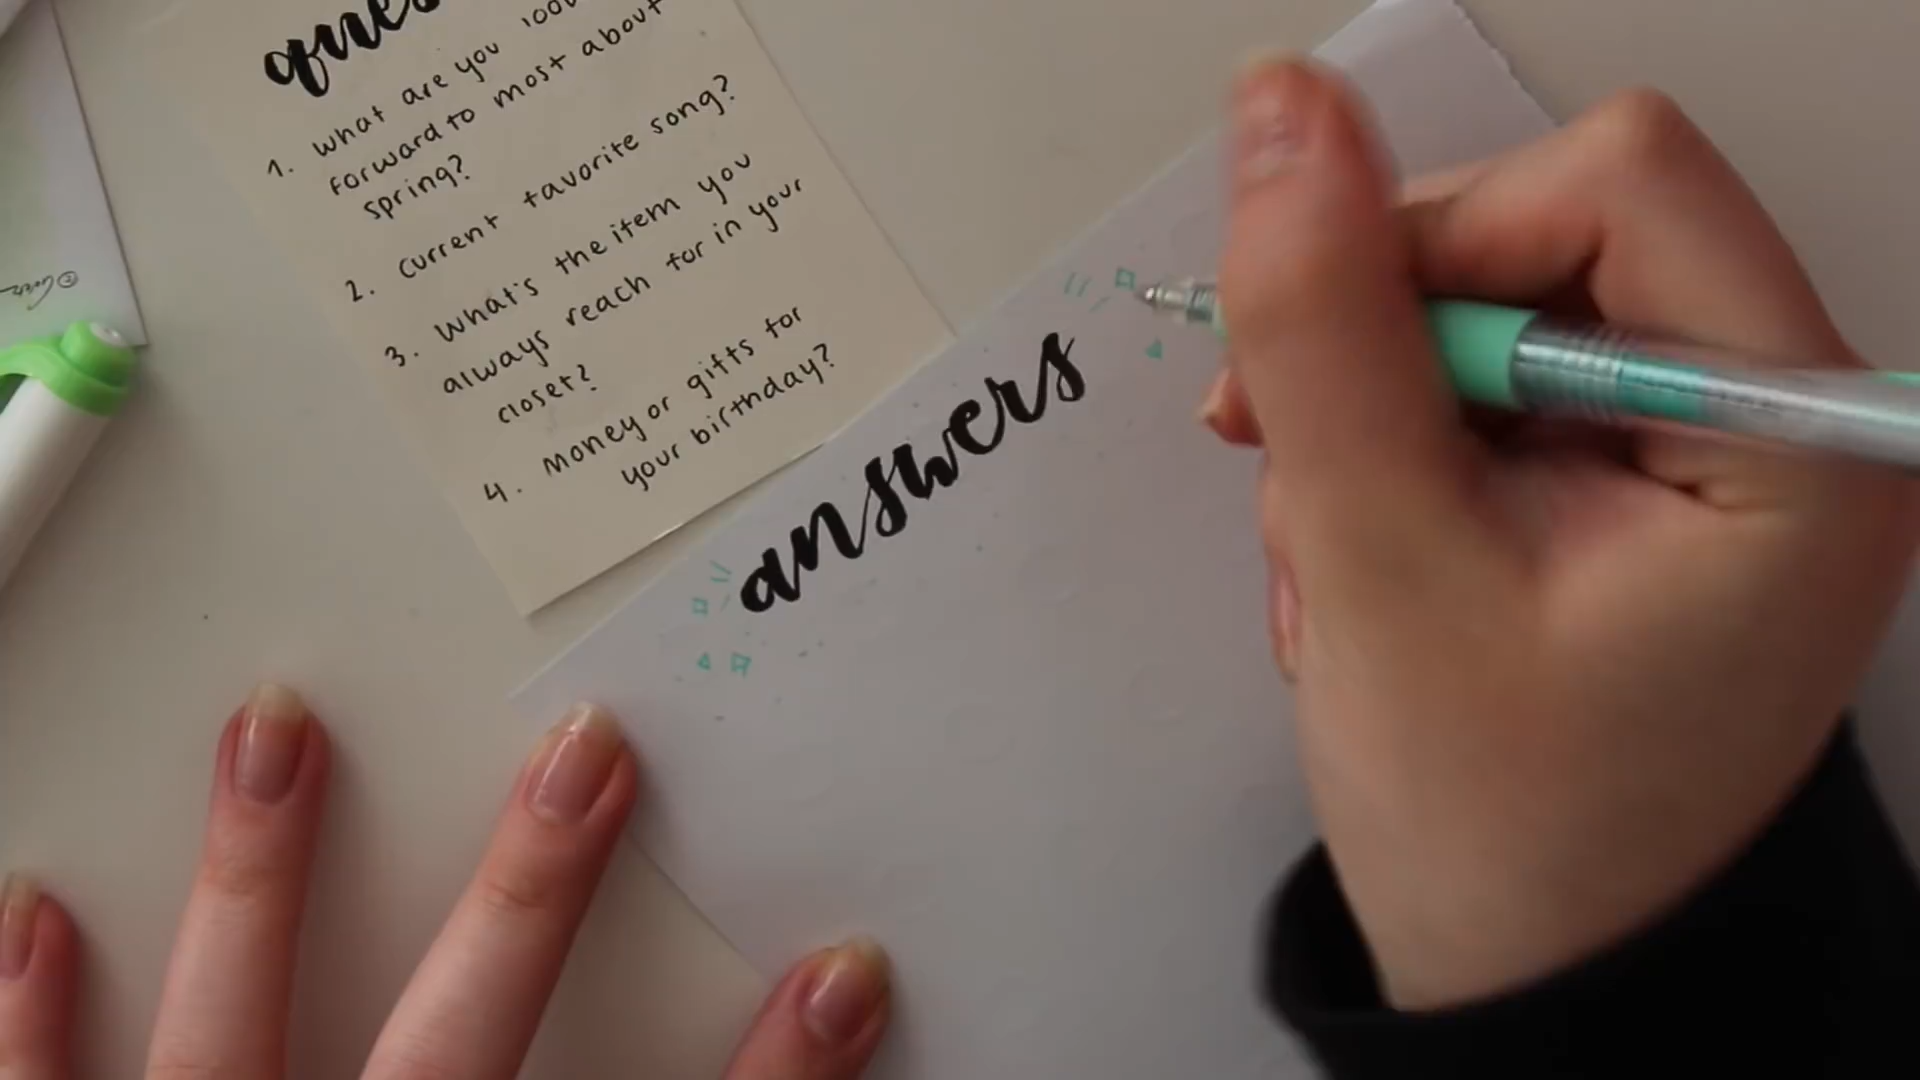 1. What are you
forward to most about
spring?
2. Current favorite song?
3. What's the item you
always reach for in your
closet?
4. Money or gifts for
your birthday?
answers